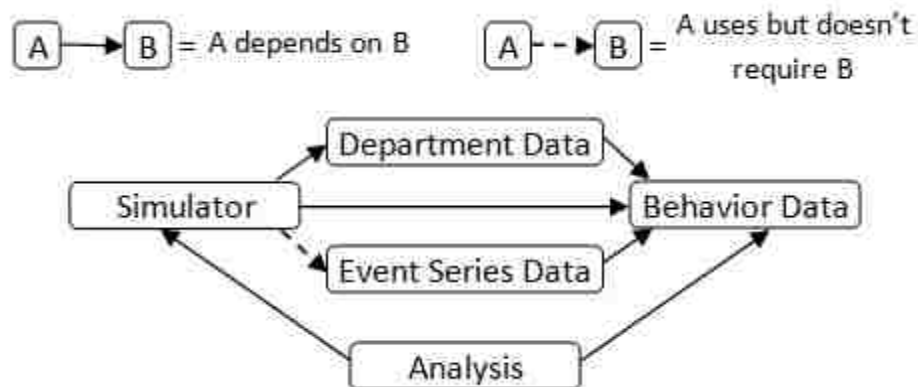 A B = A depends on B
A B = A uses but doesn't
require B
Department Data
Simulator
Behavior Data
Event Series Data
Analysis